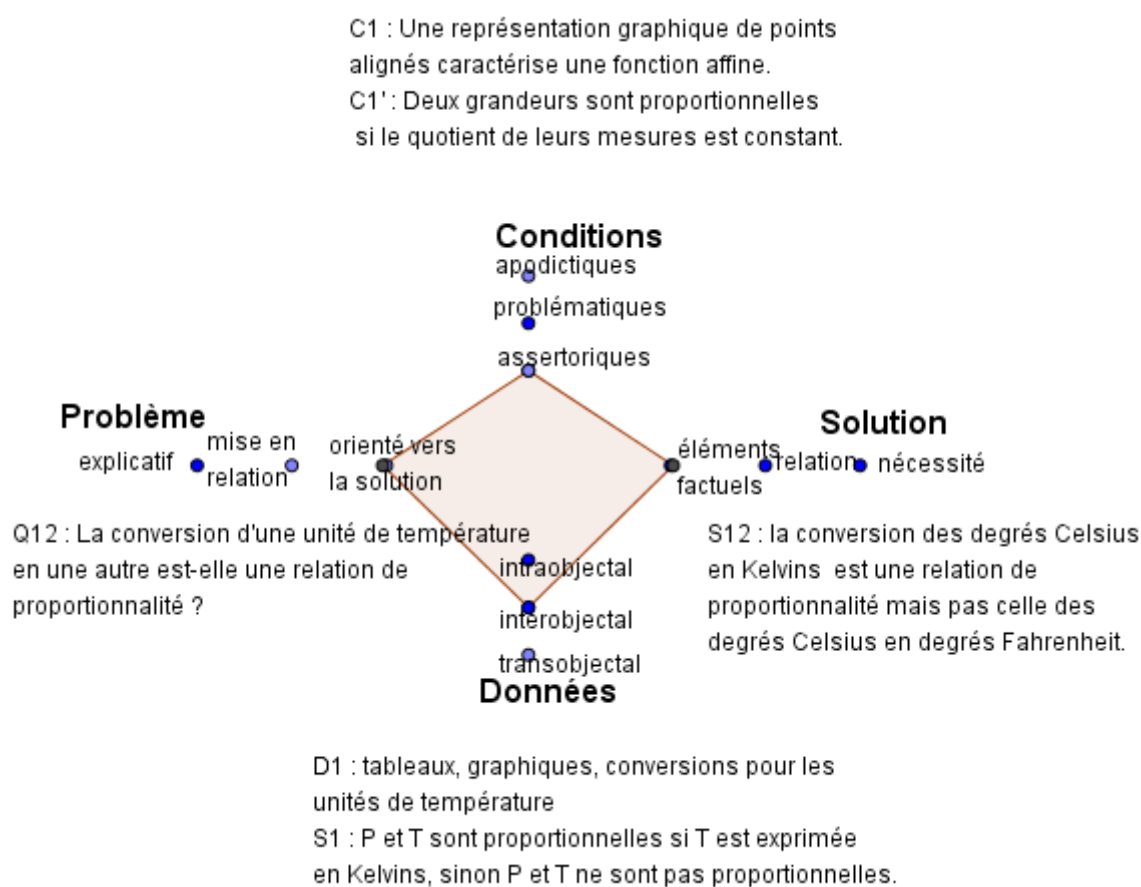 C1 : Une représentation graphique de points
alignés caractérise une fonction affine.
C1' : Deux grandeurs sont proportionnelles
si le quotient de leurs mesures est constant.
Conditions
apodictiques
problématiques
assertoriques
Problème
explicatif
mise en
relation
orienté vers
la solution
Solution
éléments
factuels
relation
nécessité
Q12 : La conversion d'une unité de température
en une autre est-elle une relation de
proportionnalité ?
S12 : la conversion des degrés Celsius
en Kelvins est une relation de
proportionnalité mais pas celle des
degrés Celsius en degrés Fahrenheit.
intraobjectal
interobjectal
transobjectal
Données
D1 : tableaux, graphiques, conversions pour les
unités de température
S1 : P et T sont proportionnelles si T est exprimée
en Kelvins, sinon P et T ne sont pas proportionnelles.